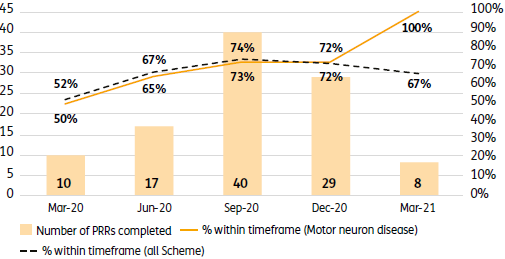 45 100%
40 90%
35 80%
30 70%
25 60%
20 50%
15 40%
10 30%
5 20%
0 10%
0%
52% 67% 74% 72% 100%
50% 65% 73% 72% 67%
10 17 40 29 8
Mar-20 Jun-20 Sep-20 Dec-20 Mar-21
Number of PRRs completed % within timeframe (Motor neuron disease)
% within timeframe (all Scheme)